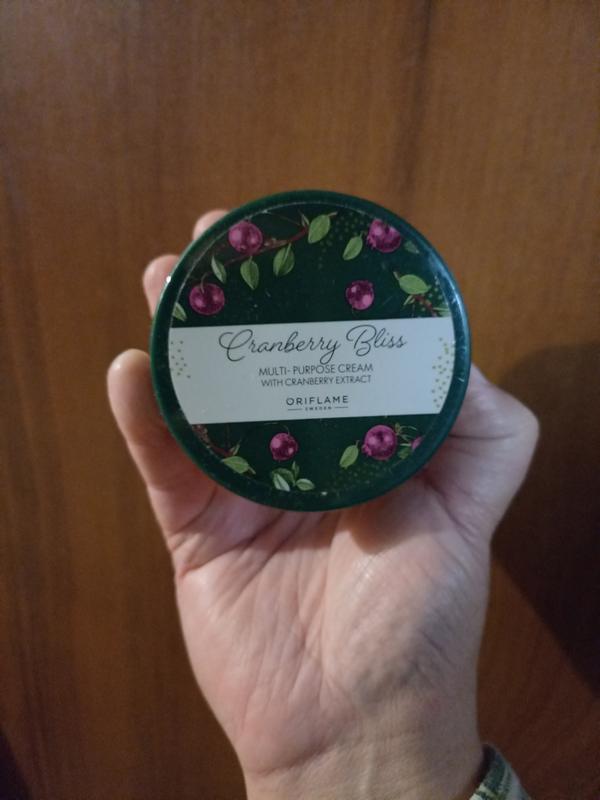 Cranberry Bliss
MULTI-PURPOSE CREAM
WITH CRANBERRY EXTRACT
ORIFLAME
SWEDEN